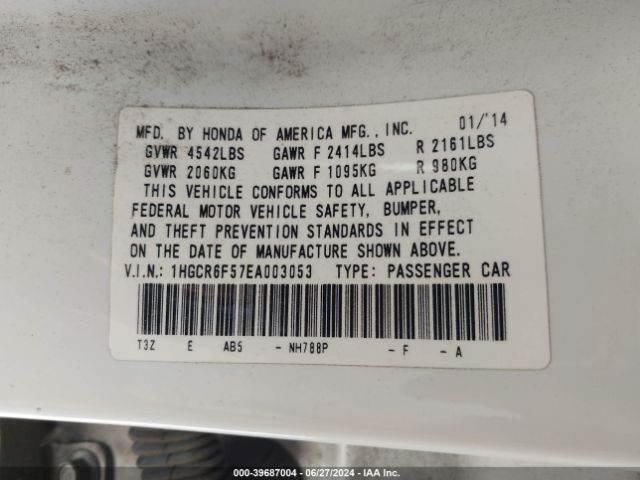 MFD. BY HONDA OF AMERICA MFG., INC. 01/'14
GVWR 4542LBS GAWR F 2414LBS R 2161LBS
GVWR 2060KG GAWR F 1095KG R 980KG
THIS VEHICLE CONFORMS TO ALL APPLICABLE
FEDERAL MOTOR VEHICLE SAFETY, BUMPER,
AND THEFT PREVENTION STANDARDS IN EFFECT
ON THE DATE OF MANUFACTURE SHOWN ABOVE.
V.I.N.: 1HGCR6F57EA003053 TYPE: PASSENGER CAR
T3Z E AB5 - NH788P - F - A
000-39687004 - 06/27/2024 - IAA Inc.